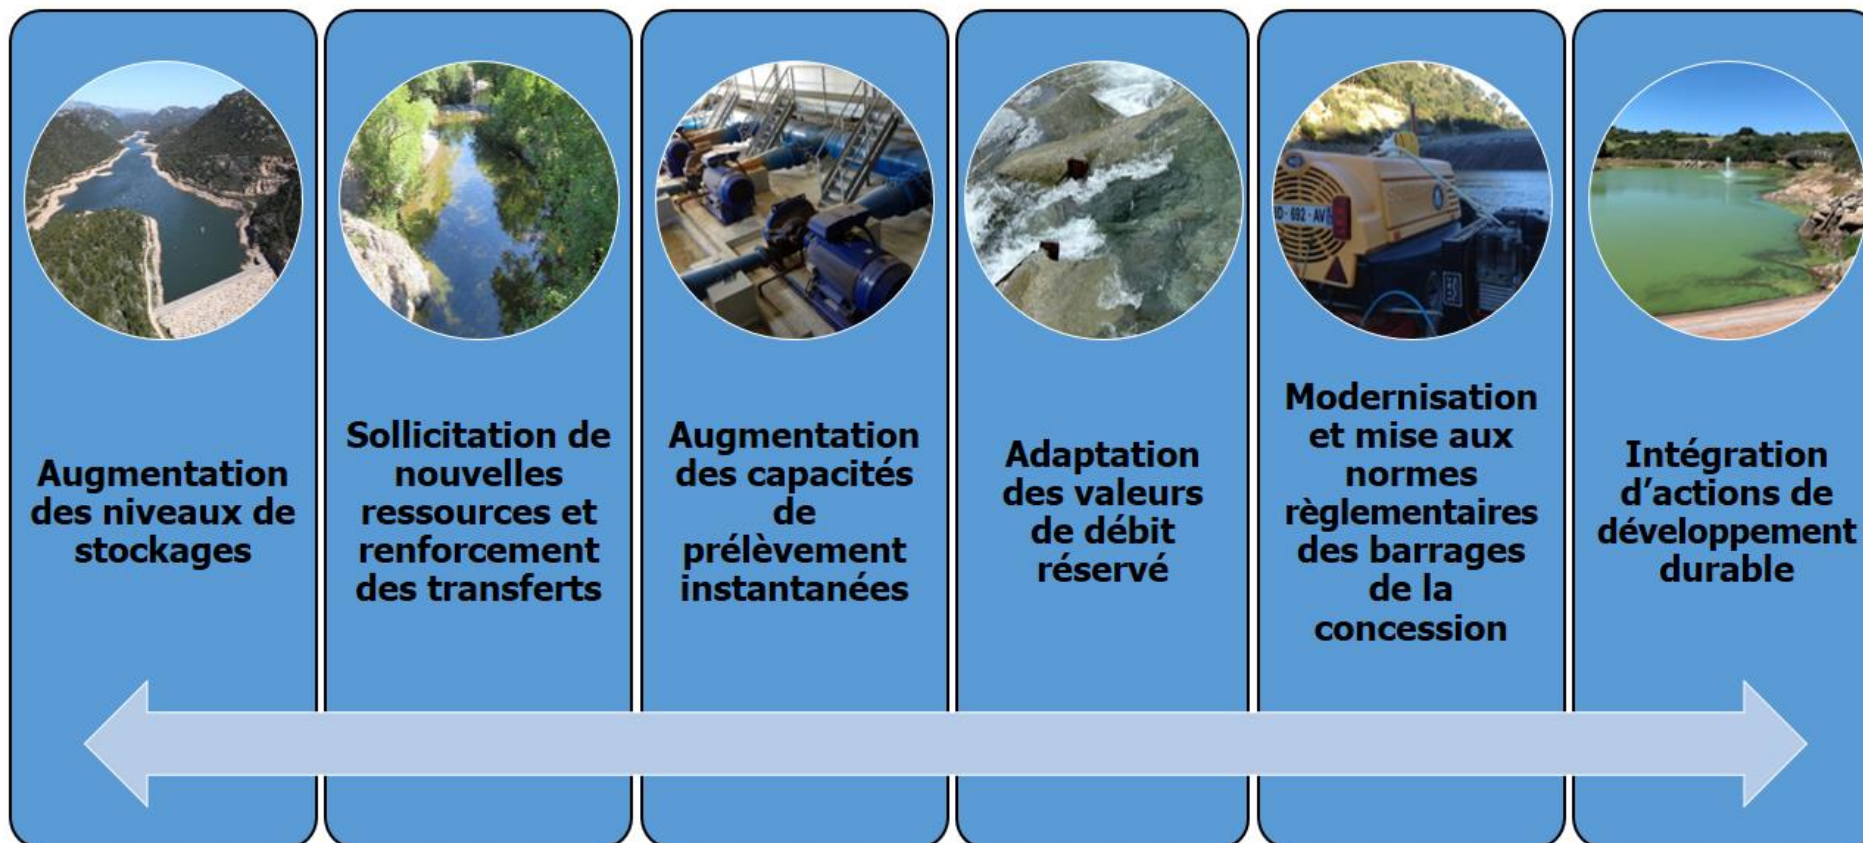 Augmentation
des niveaux de
stockages
Sollicitation de
nouvelles
ressources et
renforcement
des transferts
Augmentation
des capacités
de
prélèvement
instantanées
Adaptation
des valeurs
de débit
réservé
Modernisation
et mise aux
normes
règlementaires
des barrages
de la
concession
Intégration
d’actions de
développement
durable